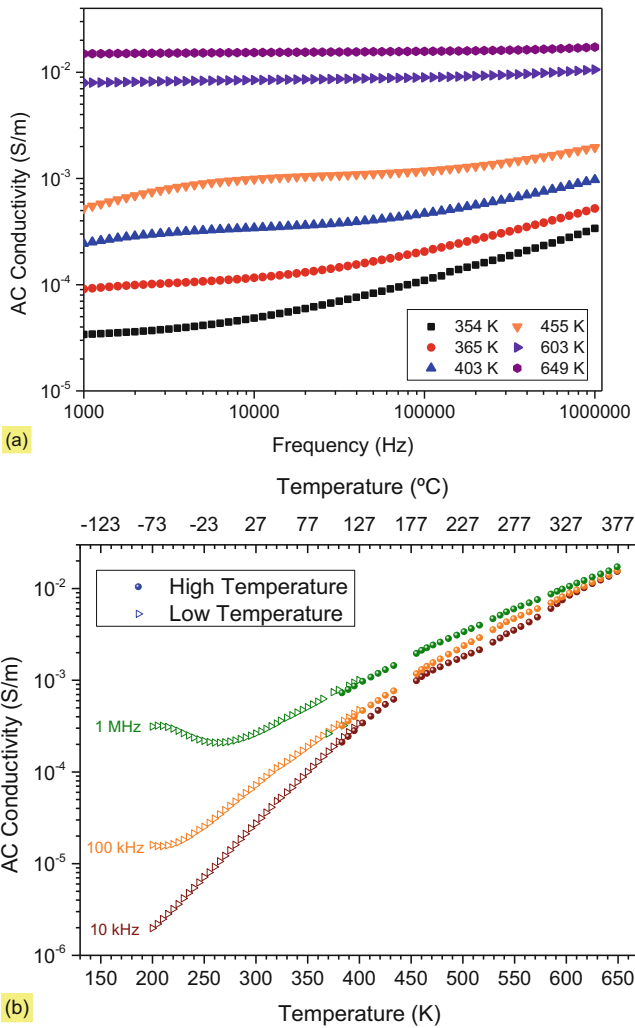 10⁻²
10⁻³
10⁻⁴
10⁻⁵
AC Conductivity (S/m)
354 K 455 K
365 K 603 K
403 K 649 K
1000 10000 100000 1000000
(a)
Frequency (Hz)
Temperature (ºC)
-123 -73 -23 27 77 127 177 227 277 327 377
10⁻²
10⁻³
10⁻⁴
10⁻⁵
10⁻⁶
AC Conductivity (S/m)
High Temperature
Low Temperature
1 MHz
100 kHz
10 kHz
150 200 250 300 350 400 450 500 550 600 650
(b)
Temperature (K)